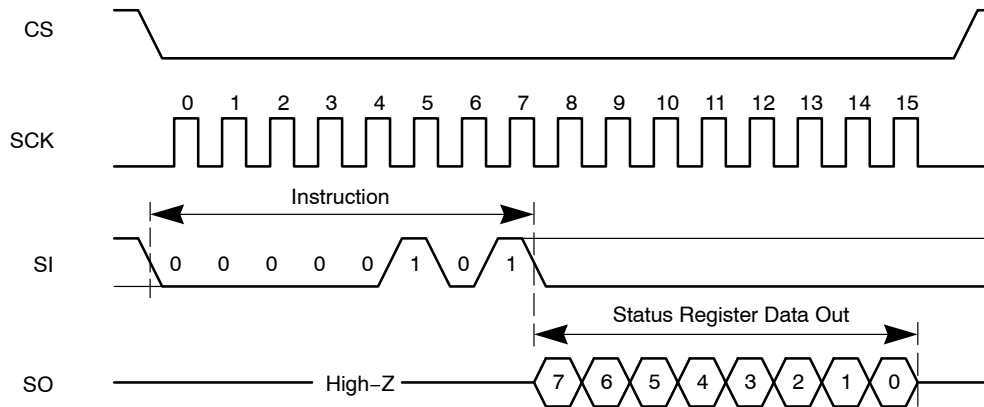 CS
0 1 2 3 4 5 6 7 8 9 10 11 12 13 14 15
SCK
Instruction
SI 0 0 0 0 0 1 0 1
Status Register Data Out
SO High−Z 7 6 5 4 3 2 1 0